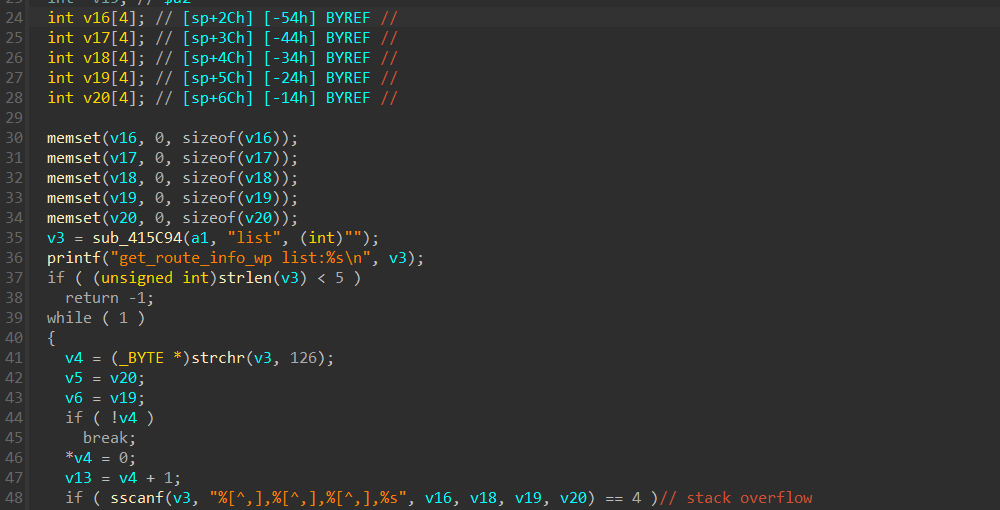 24 int v16[4]; // [sp+2Ch] [-54h] BYREF //
25 int v17[4]; // [sp+3Ch] [-44h] BYREF //
26 int v18[4]; // [sp+4Ch] [-34h] BYREF //
27 int v19[4]; // [sp+5Ch] [-24h] BYREF //
28 int v20[4]; // [sp+6Ch] [-14h] BYREF //
29
30 memset(v16, 0, sizeof(v16));
31 memset(v17, 0, sizeof(v17));
32 memset(v18, 0, sizeof(v18));
33 memset(v19, 0, sizeof(v19));
34 memset(v20, 0, sizeof(v20));
35 v3 = sub_415C94(a1, "list", (int)"");
36 printf("get_route_info_wp list:%s\n", v3);
37 if ( (unsigned int)strlen(v3) < 5 )
38 return -1;
39 while ( 1 )
40 {
41 v4 = (_BYTE *)strchr(v3, 126);
42 v5 = v20;
43 v6 = v19;
44 if ( !v4 )
45 break;
46 *v4 = 0;
47 v13 = v4 + 1;
48 if ( sscanf(v3, "%[^,],%[^,],%[^,],%s", v16, v18, v19, v20) == 4 )// stack overflow